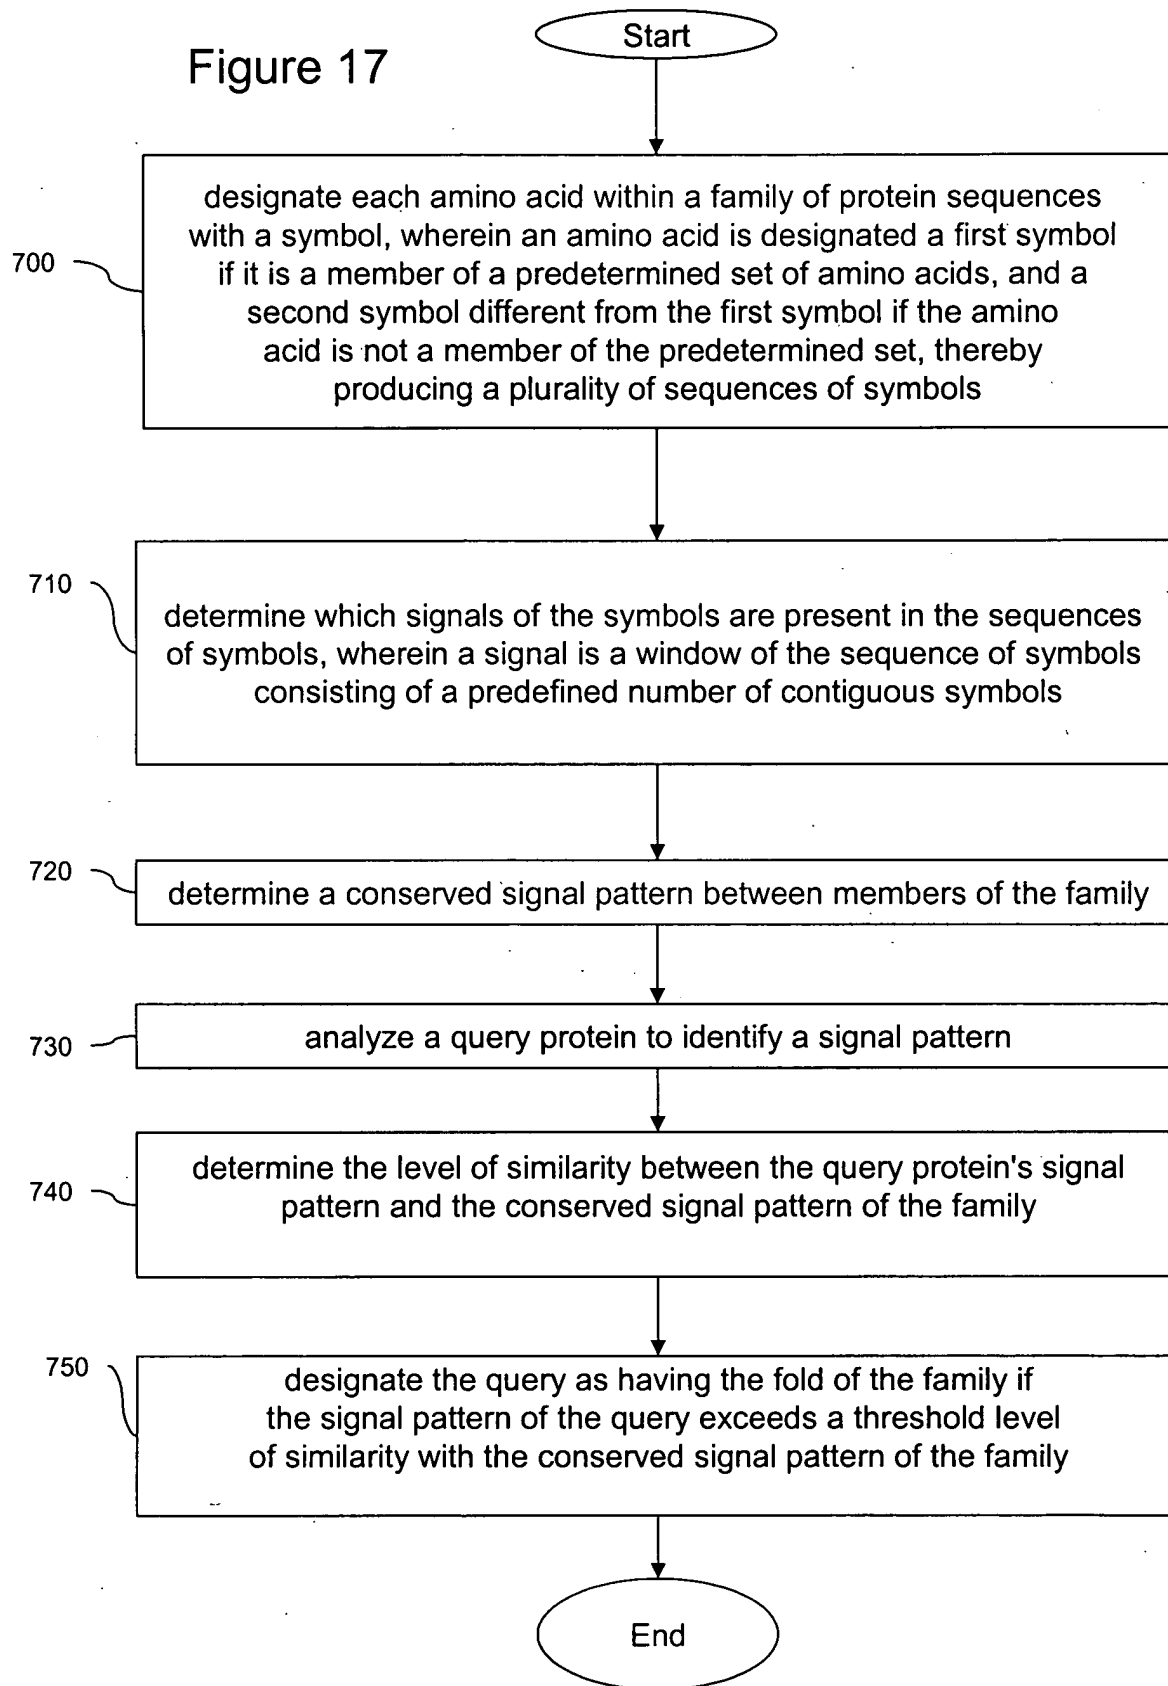 Start
Figure 17
700
designate each amino acid within a family of protein sequences
with a symbol, wherein an amino acid is designated a first symbol
if it is a member of a predetermined set of amino acids, and a
second symbol different from the first symbol if the amino
acid is not a member of the predetermined set, thereby
producing a plurality of sequences of symbols
710
determine which signals of the symbols are present in the sequences
of symbols, wherein a signal is a window of the sequence of symbols
consisting of a predefined number of contiguous symbols
720
determine a conserved signal pattern between members of the family
730
analyze a query protein to identify a signal pattern
740
determine the level of similarity between the query protein's signal
pattern and the conserved signal pattern of the family
750
designate the query as having the fold of the family if
the signal pattern of the query exceeds a threshold level
of similarity with the conserved signal pattern of the family
End